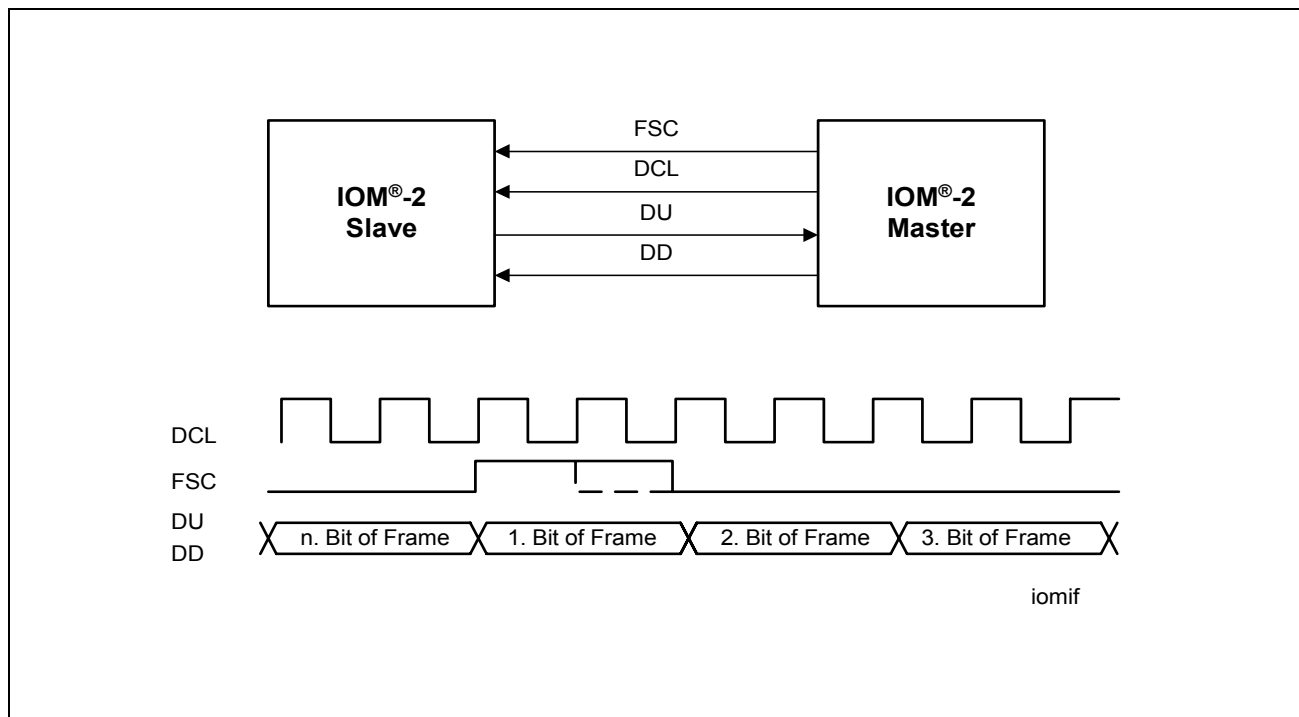 FSC
DCL
DU
DD
IOM®-2
Slave
IOM®-2
Master
DCL
FSC
DU
DD
n. Bit of Frame
1. Bit of Frame
2. Bit of Frame
3. Bit of Frame
iomif